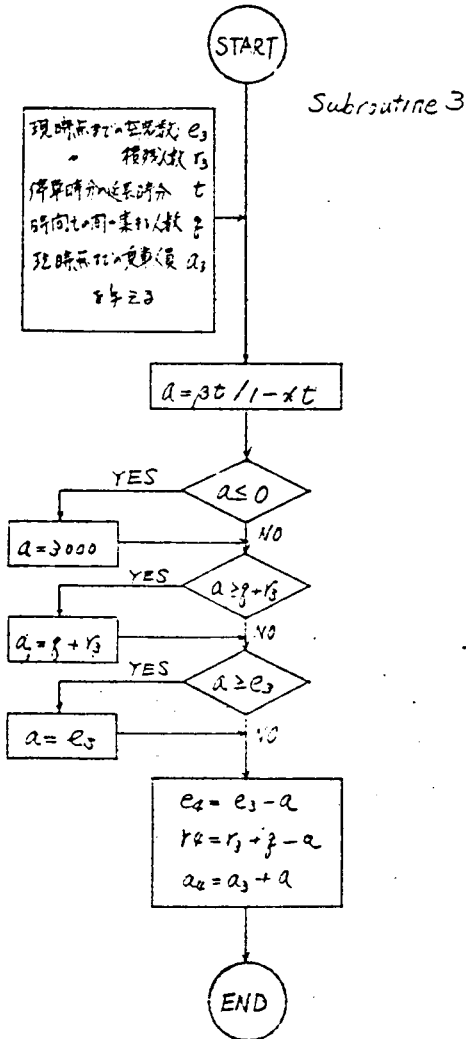 START
Subroutine 3
現時点までの空席数 e₃
〃 積残人数 r₃
停車時分の延長時分 t
時間tの間に集まる人数 q
現時点までの乗車人員 a₃
を与える
a = βt / 1 - αt
YES
a ≤ 0
NO
a = 3000
YES
a ≥ q + r₃
NO
a = q + r₃
YES
a ≥ e₃
NO
a = e₃
e₄ = e₃ - a
r₄ = r₃ + q - a
a₄ = a₃ + a
END